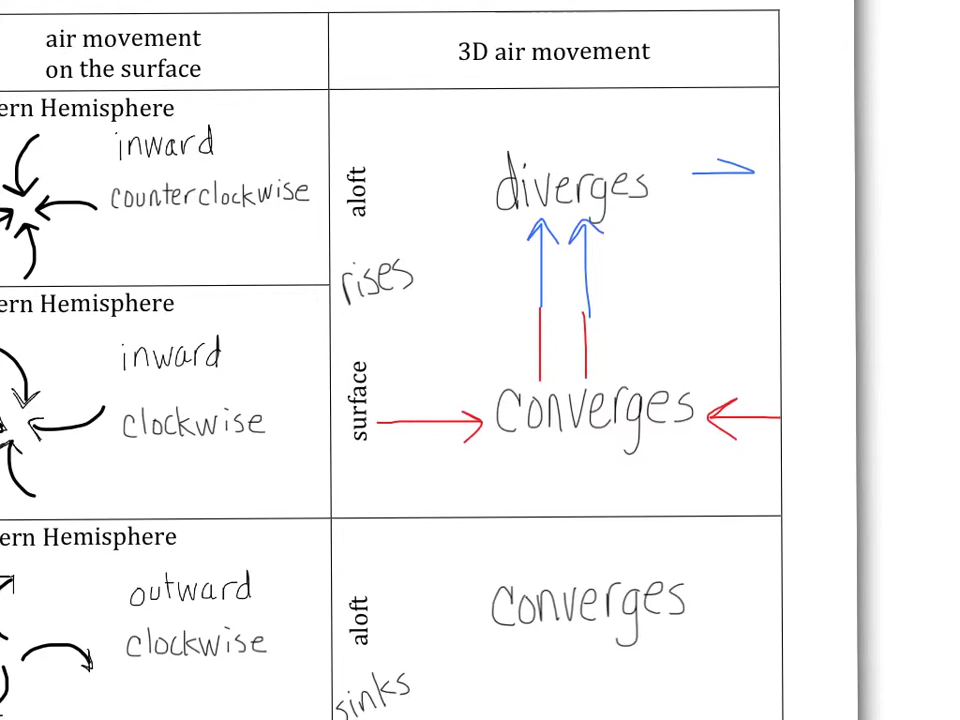 air movement
on the surface
3D air movement
ern Hemisphere
inward
counterclockwise
aloft
diverges
rises
ern Hemisphere
inward
clockwise
surface
converges
ern Hemisphere
outward
clockwise
aloft
converges
sinks